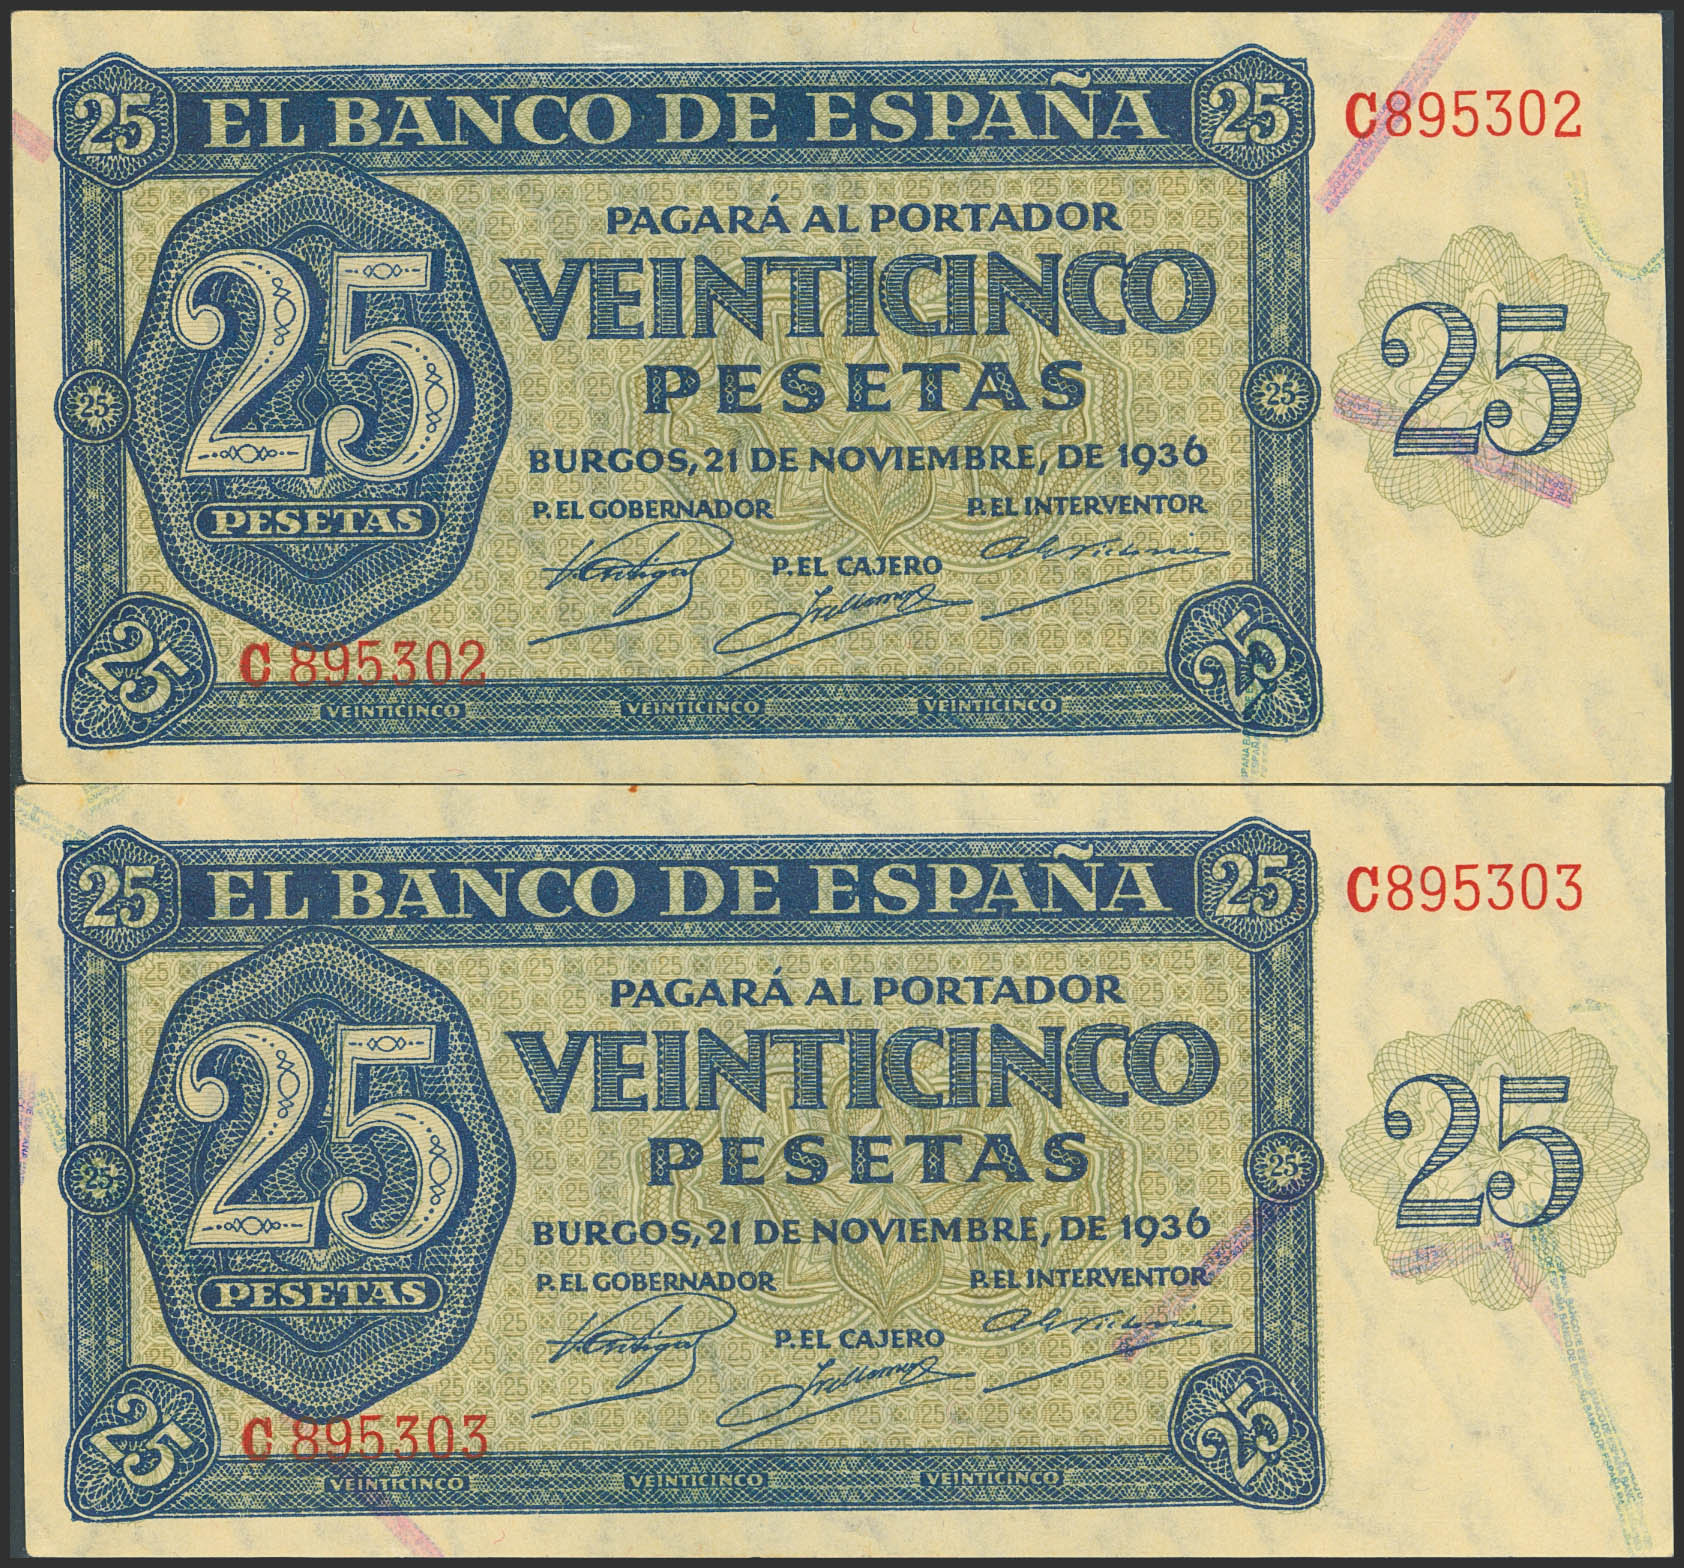 25 EL BANCO DE ESPAÑA 25
C895302
PAGARÁ AL PORTADOR
VEINTICINCO
PESETAS
25
PESETAS
25
25
25
BURGOS, 21 DE NOVIEMBRE, DE 1936
P. EL GOBERNADOR
P. EL INTERVENTOR
P. EL CAJERO
C 895302
25
25
VEINTICINCO VEINTICINCO VEINTICINCO
25 EL BANCO DE ESPAÑA 25
C895303
PAGARÁ AL PORTADOR
VEINTICINCO
PESETAS
25
PESETAS
25
25
25
BURGOS, 21 DE NOVIEMBRE, DE 1936
P. EL GOBERNADOR
P. EL INTERVENTOR
P. EL CAJERO
C 895303
25
25
VEINTICINCO VEINTICINCO VEINTICINCO